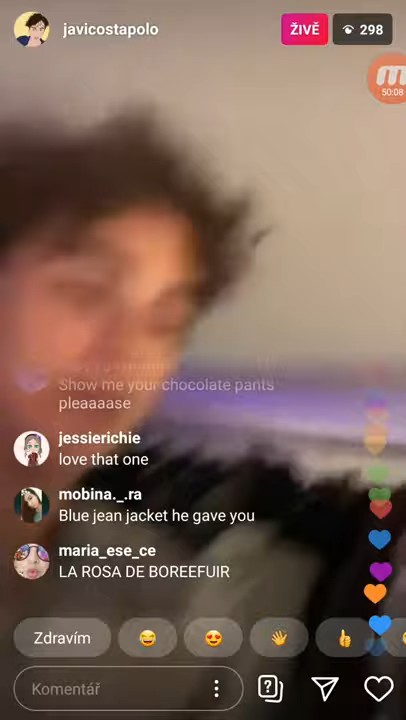 javicostapolo
ŽIVĚ
298
50:08
Show me your chocolate pants
pleaaaase
jessierichie
love that one
mobina._.ra
Blue jean jacket he gave you
maria_ese_ce
LA ROSA DE BOREEFUIR
Zdravím
Komentář